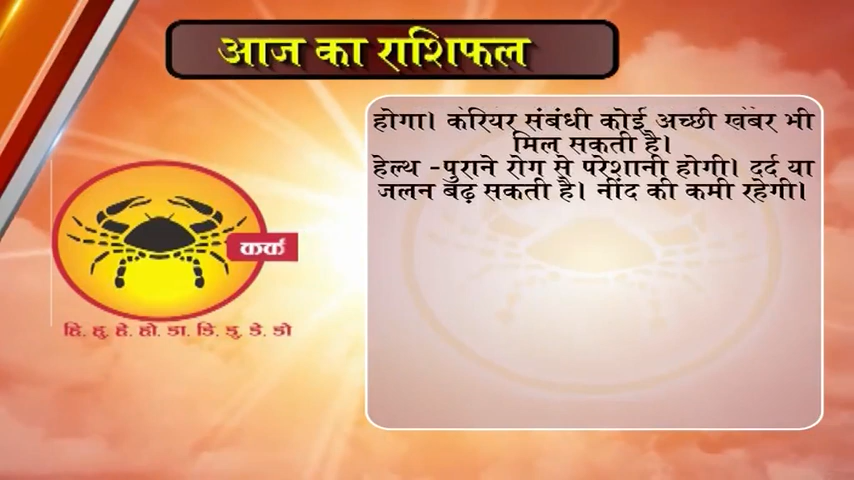 आज का राशिफल
होगा। करियर संबंधी कोई अच्छी खबर भी
मिल सकती है।
हेल्थ -पुराने रोग से परेशानी होगी। दर्द या
जलन बढ़ सकती है। नींद की कमी रहेगी।
कर्क
हि. हु. हे. हो. डा. डि. डु. डे. डो